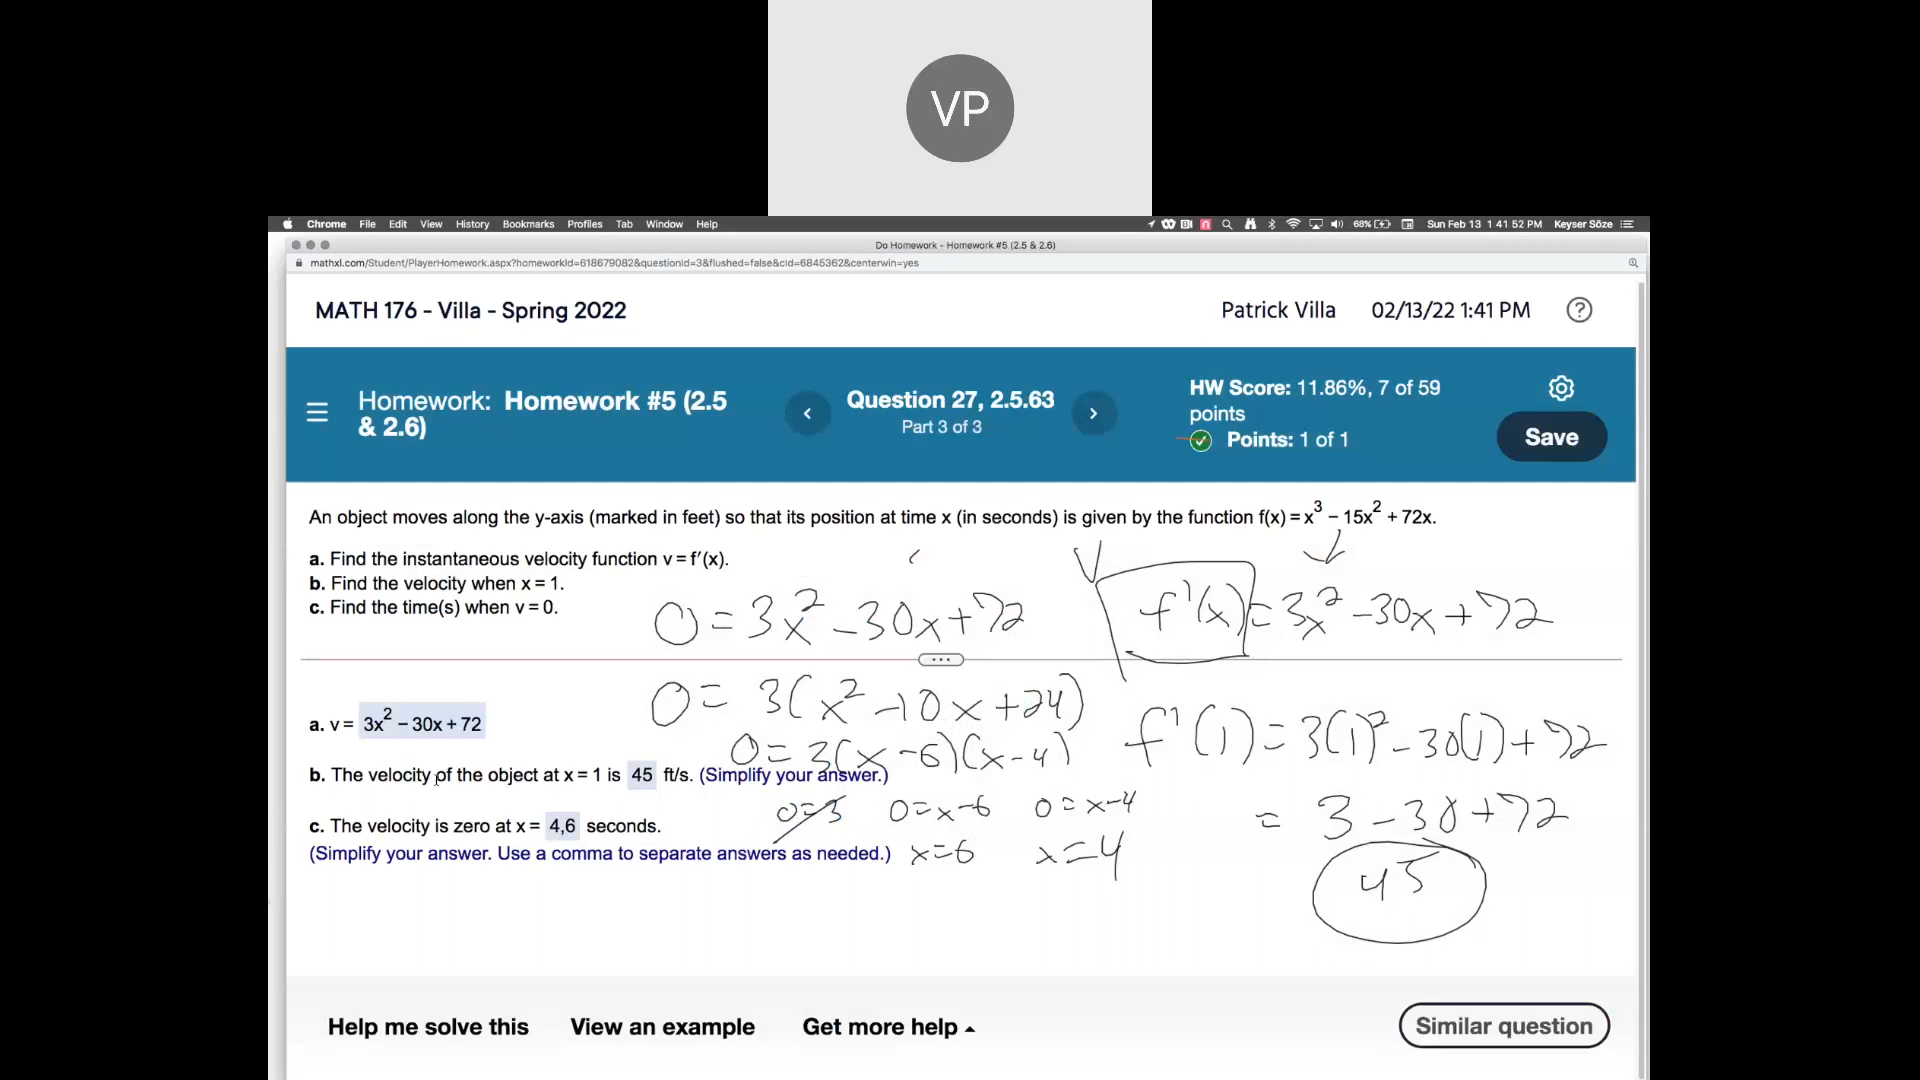 VP
Chrome File Edit View History Bookmarks Profiles Tab Window Help 68% Sun Feb 13 1 41 52 PM Keyser Söze
Do Homework - Homework #5 (2.5 & 2.6)
mathxl.com/Student/PlayerHomework.aspx?homeworkId=618679082&questionId=3&flushed=false&cId=6845362&centerwin=yes
MATH 176 - Villa - Spring 2022 Patrick Villa 02/13/22 1:41 PM ?
Homework: Homework #5 (2.5 & 2.6)
Question 27, 2.5.63
Part 3 of 3
HW Score: 11.86%, 7 of 59 points
Points: 1 of 1
Save
An object moves along the y-axis (marked in feet) so that its position at time x (in seconds) is given by the function f(x) = x³ − 15x² + 72x.
a. Find the instantaneous velocity function v = f′(x).
b. Find the velocity when x = 1.
c. Find the time(s) when v = 0.
V
0 = 3x² − 30x + 72
f'(x) = 3x² − 30x + 72
0 = 3(x² − 10x + 24)
0 = 3(x − 6)(x − 4)
0 = 3 0 = x − 6 0 = x − 4
x = 6 x = 4
f'(1) = 3(1)² − 30(1) + 72
= 3 − 30 + 72
45
a. v = 3x² − 30x + 72
b. The velocity of the object at x = 1 is 45 ft/s. (Simplify your answer.)
c. The velocity is zero at x = 4,6 seconds.
(Simplify your answer. Use a comma to separate answers as needed.)
Help me solve this View an example Get more help Similar question